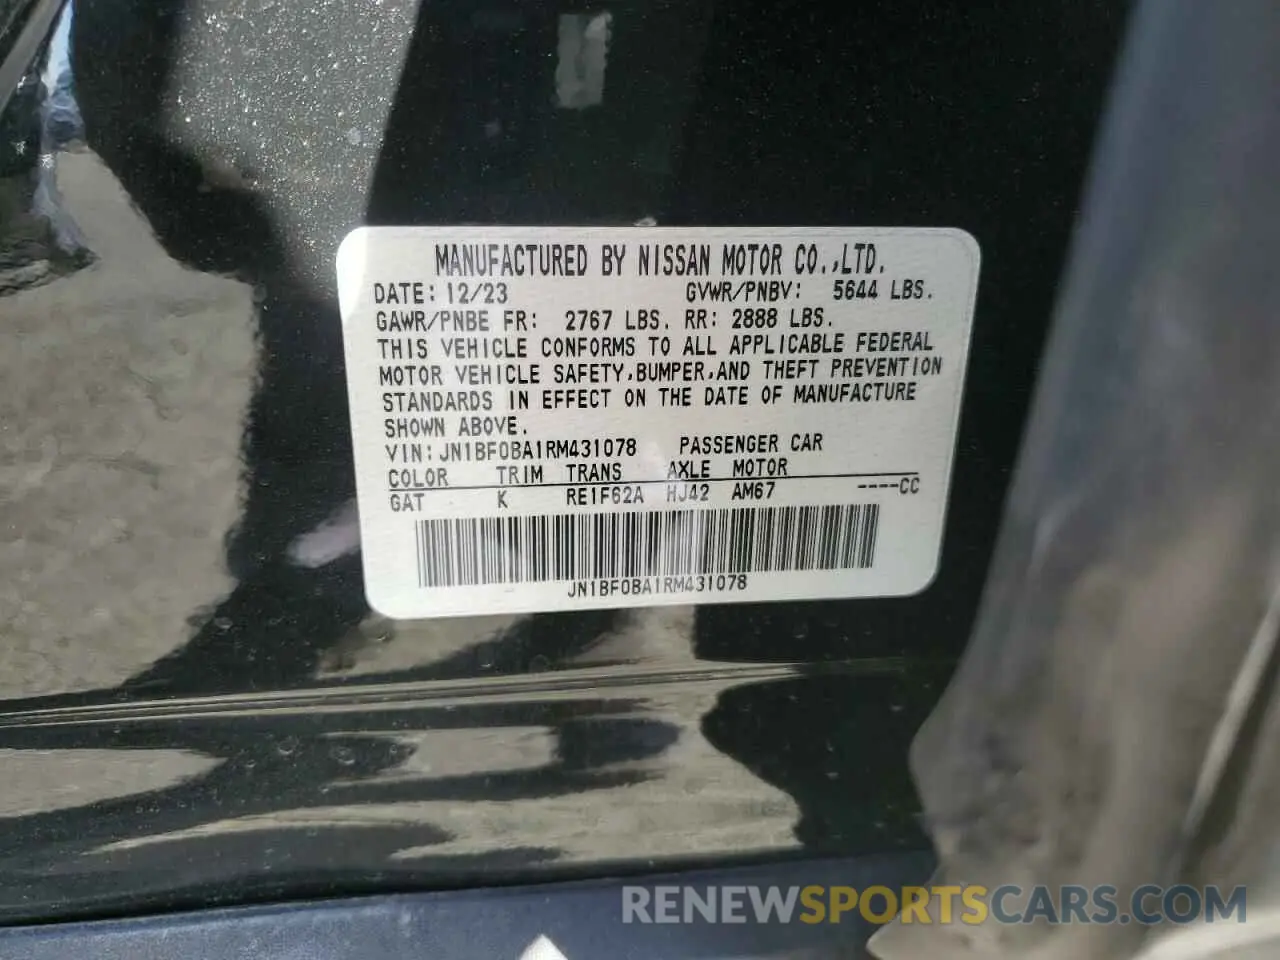 MANUFACTURED BY NISSAN MOTOR CO.,LTD.
DATE: 12/23 GVWR/PNBV: 5644 LBS.
GAWR/PNBE FR: 2767 LBS. RR: 2888 LBS.
THIS VEHICLE CONFORMS TO ALL APPLICABLE FEDERAL
MOTOR VEHICLE SAFETY,BUMPER,AND THEFT PREVENTION
STANDARDS IN EFFECT ON THE DATE OF MANUFACTURE
SHOWN ABOVE.
VIN:JN1BF0BA1RM431078 PASSENGER CAR
COLOR TRIM TRANS AXLE MOTOR
GAT K RE1F62A HJ42 AM67 ----CC
JN1BF0BA1RM431078
RENEWSPORTSCARS.COM